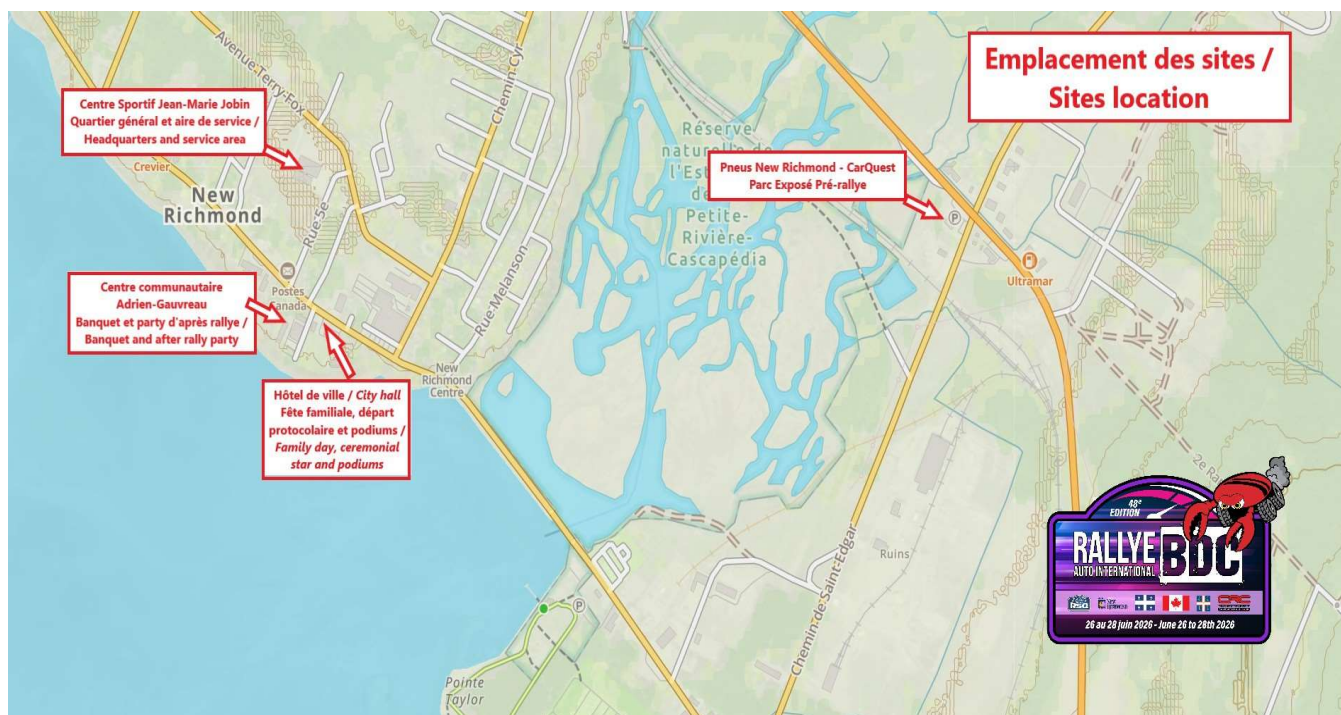 Emplacement des sites /
Sites location
Avenue-Terry-Fox
Chemin-Cyr
Centre Sportif Jean-Marie Jobin
Quartier général et aire de service /
Headquarters and service area
Crevier
New
Richmond
Rue-5e
Réserve
naturelle de
l'Est
de
Petite-
Rivière-
Cascapédia
Pneus New Richmond - CarQuest
Parc Exposé Pré-rallye
P
Ultramar
Postes
Canada
Rue-Melanson
Centre communautaire
Adrien-Gauvreau
Banquet et party d'après rallye /
Banquet and after rally party
New
Richmond
Centre
Hôtel de ville / City hall
Fête familiale, départ
protocolaire et podiums /
Family day, ceremonial
star and podiums
2e Ra
Chemin-de-Saint-Edgar
Ruins
P
Pointe
Taylor
48e
EDITION
RALLYE BDC
AUTO INTERNATIONAL
26 au 28 juin 2026 - June 26 to 28th 2026